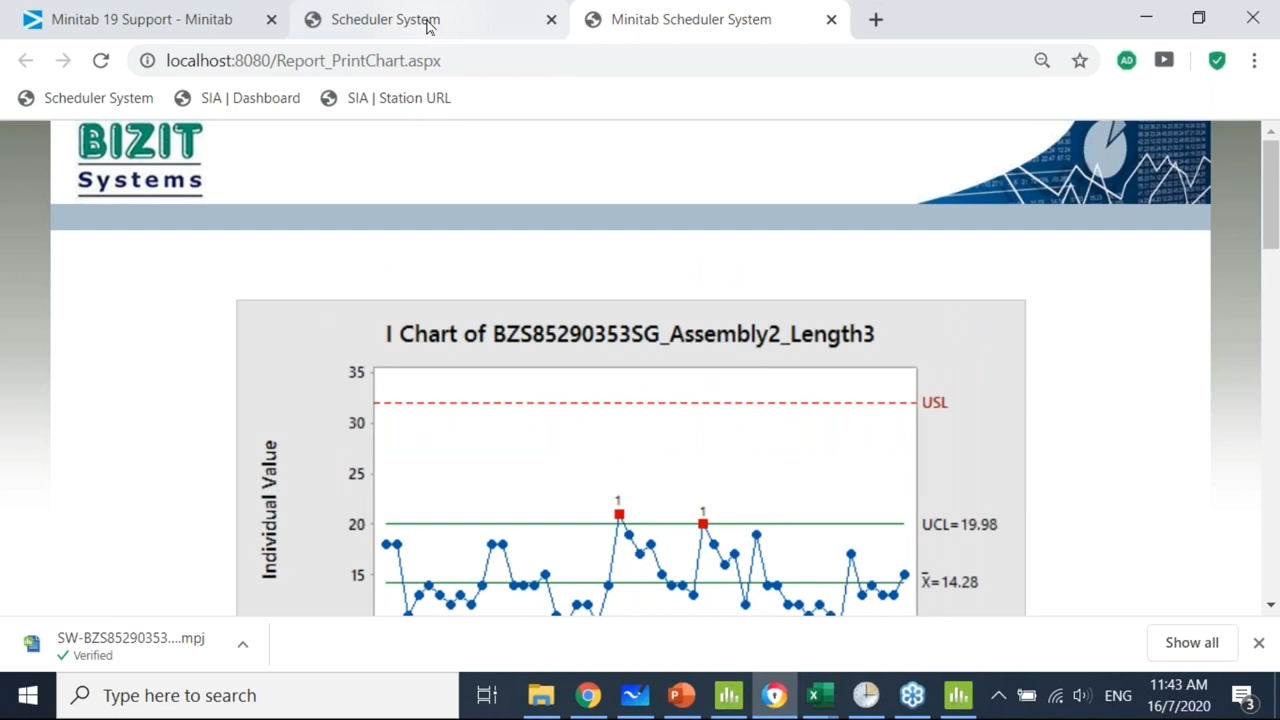 Minitab 19 Support - Minitab
Scheduler System
Minitab Scheduler System
localhost:8080/Report_PrintChart.aspx
AD
Scheduler System
SIA | Dashboard
SIA | Station URL
BIZIT
Systems
I Chart of BZS85290353SG_Assembly2_Length3
35
30
25
20
15
Individual Value
1
1
USL
UCL=19.98
X̄=14.28
SW-BZS85290353....mpj
Verified
Show all
Type here to search
ENG
11:43 AM
16/7/2020
3